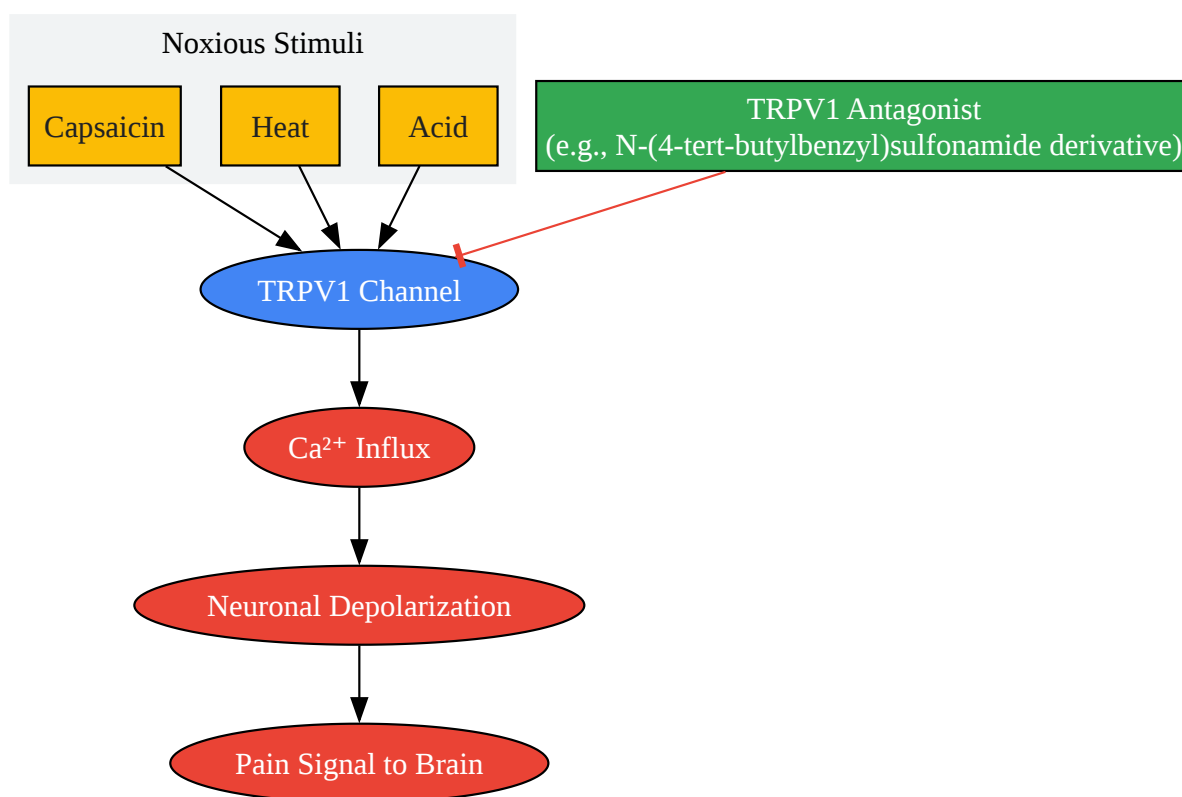 Noxious Stimuli
Capsaicin
Heat
Acid
TRPV1 Antagonist
(e.g., N-(4-tert-butylbenzyl)sulfonamide derivative)
TRPV1 Channel
Ca²⁺ Influx
Neuronal Depolarization
Pain Signal to Brain